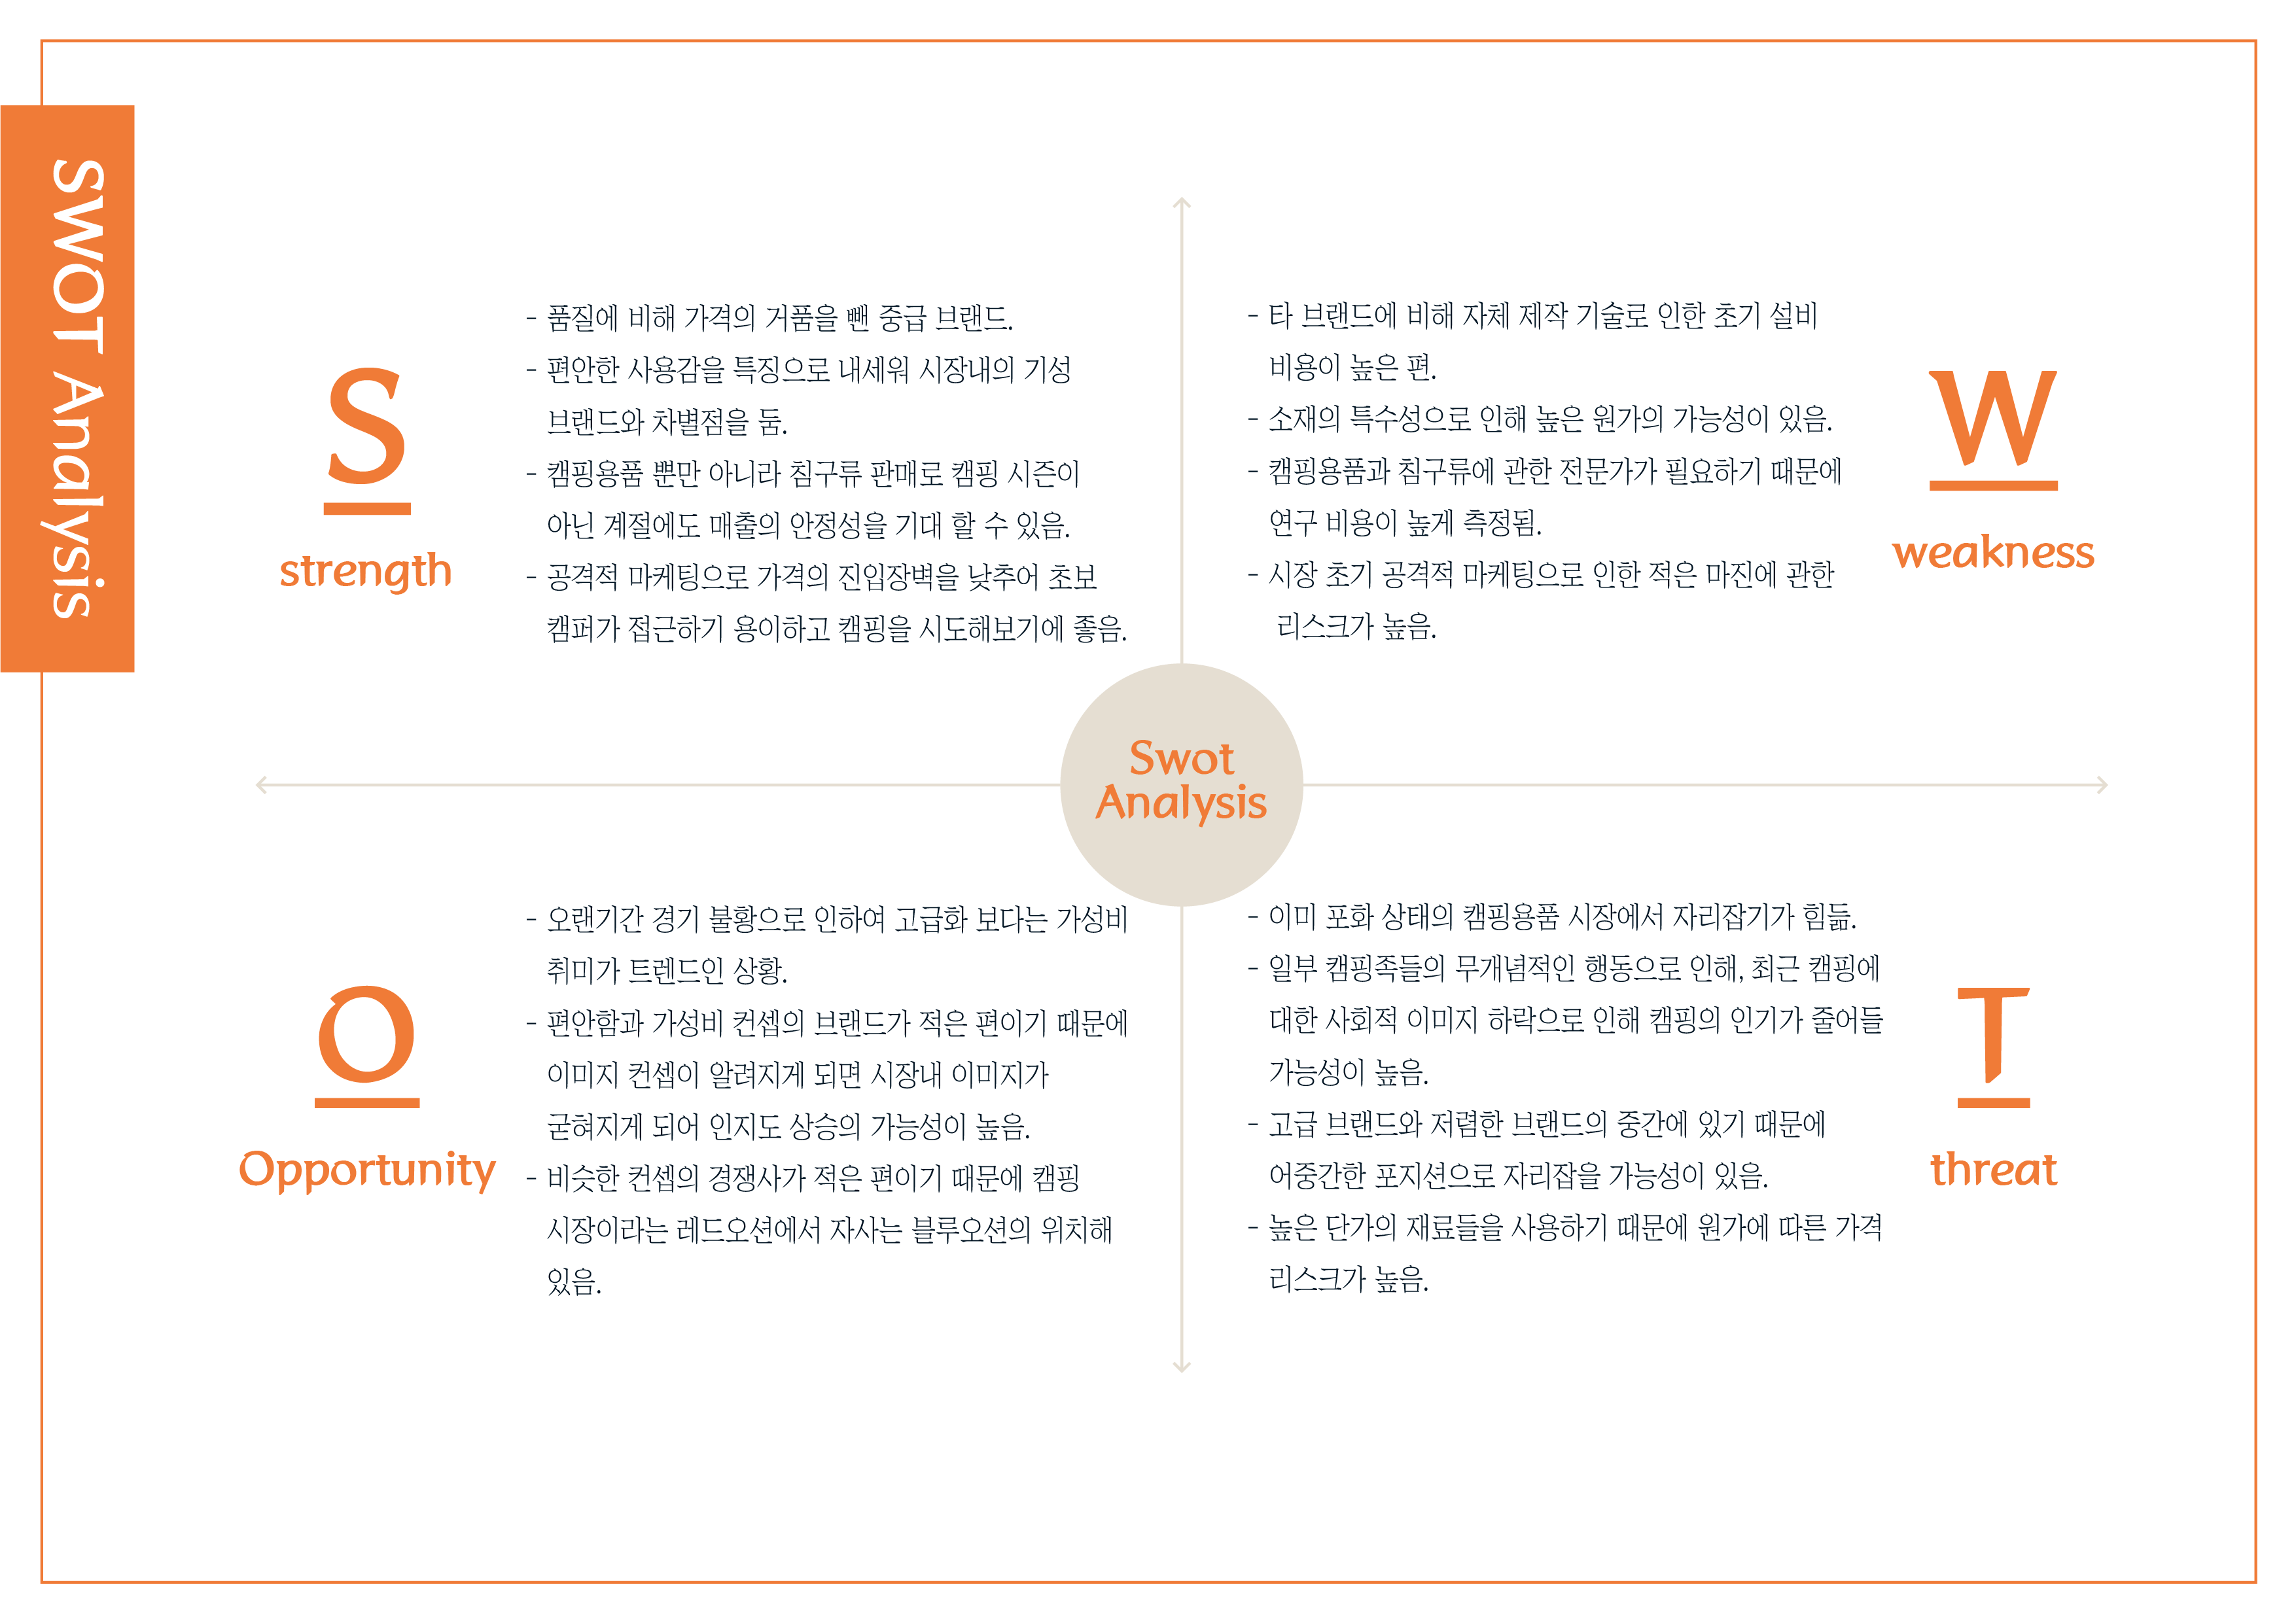 SWOT Analysis
S
strength
- 품질에 비해 가격의 거품을 뺀 중급 브랜드.
- 편안한 사용감을 특징으로 내세워 시장내의 기성
브랜드와 차별점을 둠.
- 캠핑용품 뿐만 아니라 침구류 판매로 캠핑 시즌이
아닌 계절에도 매출의 안정성을 기대 할 수 있음.
- 공격적 마케팅으로 가격의 진입장벽을 낮추어 초보
캠퍼가 접근하기 용이하고 캠핑을 시도해보기에 좋음.
- 타 브랜드에 비해 자체 제작 기술로 인한 초기 설비
비용이 높은 편.
- 소재의 특수성으로 인해 높은 원가의 가능성이 있음.
- 캠핑용품과 침구류에 관한 전문가가 필요하기 때문에
연구 비용이 높게 측정됨.
- 시장 초기 공격적 마케팅으로 인한 적은 마진에 관한
리스크가 높음.
W
weakness
Swot
Analysis
O
Opportunity
- 오랜기간 경기 불황으로 인하여 고급화 보다는 가성비
취미가 트렌드인 상황.
- 편안함과 가성비 컨셉의 브랜드가 적은 편이기 때문에
이미지 컨셉이 알려지게 되면 시장내 이미지가
굳혀지게 되어 인지도 상승의 가능성이 높음.
- 비슷한 컨셉의 경쟁사가 적은 편이기 때문에 캠핑
시장이라는 레드오션에서 자사는 블루오션의 위치해
있음.
- 이미 포화 상태의 캠핑용품 시장에서 자리잡기가 힘듦.
- 일부 캠핑족들의 무개념적인 행동으로 인해, 최근 캠핑에
대한 사회적 이미지 하락으로 인해 캠핑의 인기가 줄어들
가능성이 높음.
- 고급 브랜드와 저렴한 브랜드의 중간에 있기 때문에
어중간한 포지션으로 자리잡을 가능성이 있음.
- 높은 단가의 재료들을 사용하기 때문에 원가에 따른 가격
리스크가 높음.
T
threat